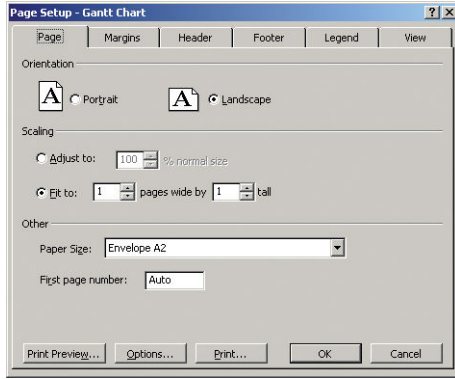 Page Setup - Gantt Chart
Page Margins Header Footer Legend View
Orientation
A Portrait A Landscape
Scaling
Adjust to: 100 % normal size
Fit to: 1 pages wide by 1 tall
Other
Paper Size: Envelope A2
First page number: Auto
Print Preview... Options... Print... OK Cancel